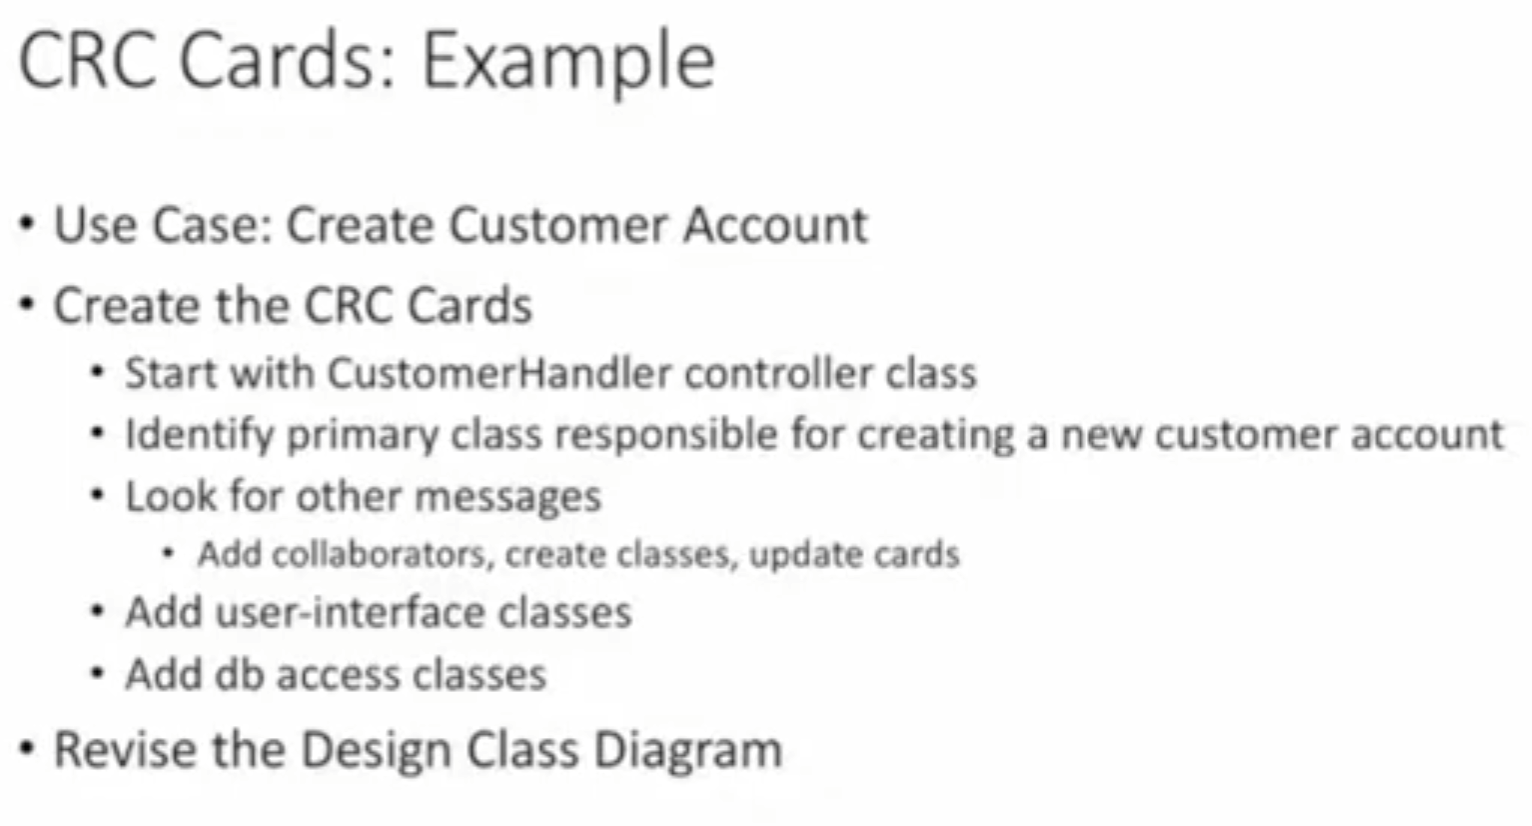 CRC Cards: Example
• Use Case: Create Customer Account
• Create the CRC Cards
• Start with CustomerHandler controller class
• Identify primary class responsible for creating a new customer account
• Look for other messages
• Add collaborators, create classes, update cards
• Add user-interface classes
• Add db access classes
• Revise the Design Class Diagram